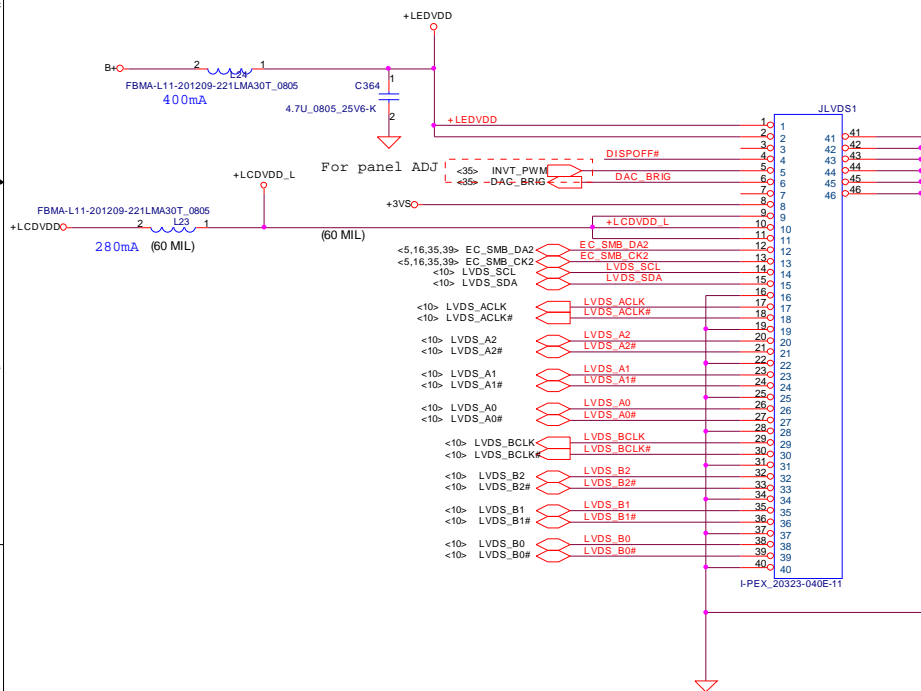 +LEDVDD
B+ 2 L24 1
FBMA-L11-201209-221LMA30T_0805
400mA
C364 1
4.7U_0805_25V6-K
2
JLVDS1
+LEDVDD 1 1
2 2
3 3
DISPOFF# 4 4
For panel ADJ
<35> INVT_PWM 5 5
<35> DAC_BRIG DAC_BRIG 6 6
7 7
+3VS 8 8
9 9
+LCDVDD_L
FBMA-L11-201209-221LMA30T_0805
+LCDVDD 2 L23 1
280mA (60 MIL)
(60 MIL)
+LCDVDD_L 10 10
11 11
<5,16,35,39> EC_SMB_DA2 EC_SMB_DA2 12 12
<5,16,35,39> EC_SMB_CK2 EC_SMB_CK2 13 13
<10> LVDS_SCL LVDS_SCL 14 14
<10> LVDS_SDA LVDS_SDA 15 15
16 16
<10> LVDS_ACLK LVDS_ACLK 17 17
<10> LVDS_ACLK# LVDS_ACLK# 18 18
19 19
<10> LVDS_A2 LVDS_A2 20 20
<10> LVDS_A2# LVDS_A2# 21 21
22 22
<10> LVDS_A1 LVDS_A1 23 23
<10> LVDS_A1# LVDS_A1# 24 24
25 25
<10> LVDS_A0 LVDS_A0 26 26
<10> LVDS_A0# LVDS_A0# 27 27
28 28
<10> LVDS_BCLK LVDS_BCLK 29 29
<10> LVDS_BCLK# LVDS_BCLK# 30 30
31 31
<10> LVDS_B2 LVDS_B2 32 32
<10> LVDS_B2# LVDS_B2# 33 33
34 34
<10> LVDS_B1 LVDS_B1 35 35
<10> LVDS_B1# LVDS_B1# 36 36
37 37
<10> LVDS_B0 LVDS_B0 38 38
<10> LVDS_B0# LVDS_B0# 39 39
40 40
41 41
42 42
43 43
44 44
45 45
46 46
I-PEX_20323-040E-11